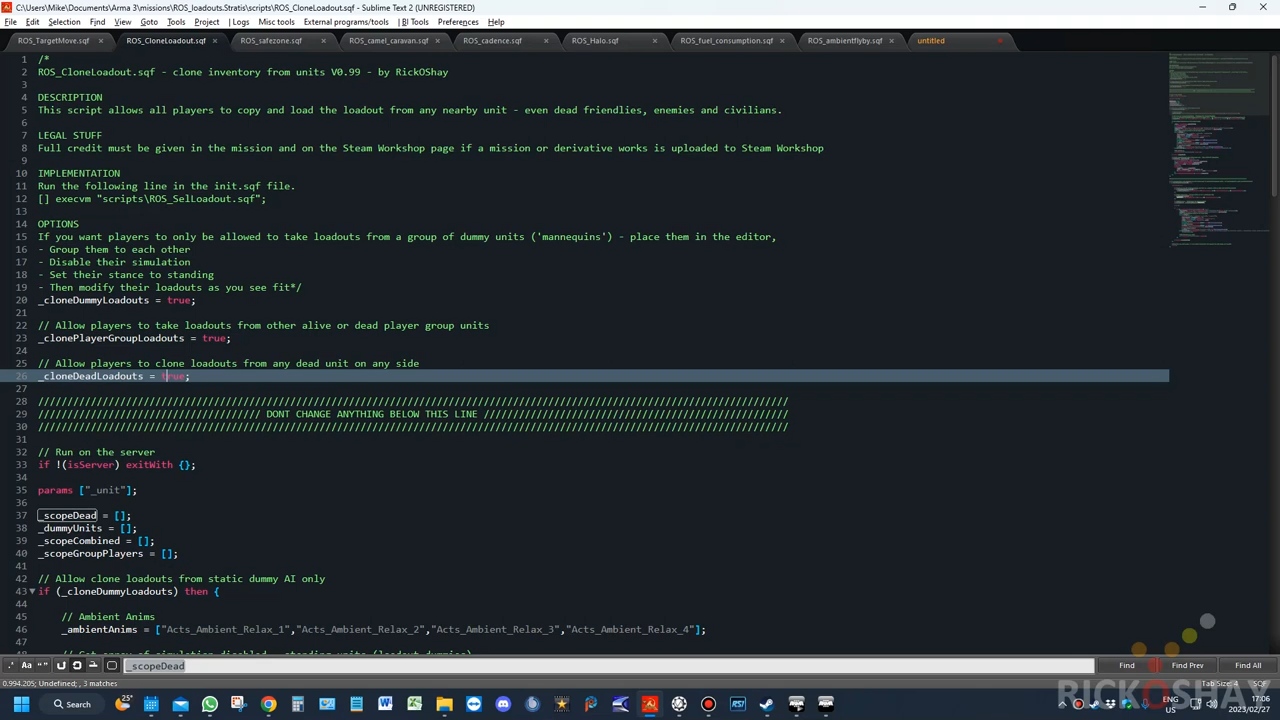 C:\Users\Mike\Documents\Arma 3\missions\ROS_loadouts.Stratis\scripts\ROS_CloneLoadout.sqf - Sublime Text 2 (UNREGISTERED)
File Edit Selection Find View Goto Tools Project | Logs Misc External programs/tools | BI Tools Preferences Help
ROS_TargetMove.sqf ROS_CloneLoadout.sqf ROS_safezone.sqf ROS_camel_caravan.sqf ROS_cadence.sqf ROS_Halo.sqf ROS_fuel_consumption.sqf ROS_ambientflyby.sqf untitled
1 /*
2 ROS_CloneLoadout.sqf - clone inventory from units V0.95 - by RickOShay
3
4 DESCRIPTION
5 This script allows all players to copy and clone the loadout from any nearby unit - even dead friendlies enemies and civs.
6
7 LEGAL STUFF
8 Full credit must be given in the mission and on the Steam Workshop page if mission or derivative works is uploaded to Steam Workshop
9
10 IMPLEMENTATION
11 Run the following line in the init.sqf file.
12 [] execvm "scripts\ROS_SelLoadout.sqf";
13
14 OPTIONS
15 If you want players to only be allowed to take loadouts from
16 - Group them to each other
17 - Disable their simulation
18 - Set their stance to standing
19 - Then modify their loadouts as you see fit*/
20 _cloneDummyLoadouts = true;
21
22 // Allow players to take loadouts from other alive or dead player group units
23 _clonePlayerGroupLoadouts = true;
24
25 // Allow players to clone loadouts from any dead unit on any side
26 _cloneDeadLoadouts = true;
27
28 ////////////////////////////////////////////////////////////////////////////////////////////////////////////////////////////////
29 ////////////////////////////////////// DONT CHANGE ANYTHING BELOW THIS LINE ////////////////////////////////////////////////////
30 ////////////////////////////////////////////////////////////////////////////////////////////////////////////////////////////////
31
32 // Run on the server
33 if !(isServer) exitWith {};
34
35 params ["_unit"];
36
37 _scopeDead = [];
38 _dummyUnits = [];
39 _scopeCombined = [];
40 _scopeGroupPlayers = [];
41
42 // Allow clone loadouts from static dummy AI only
43 if (_cloneDummyLoadouts) then {
44
45 // Ambient Anims
46 _ambientAnims = ["Acts_Ambient_Relax_1","Acts_Ambient_Relax_2","Acts_Ambient_Relax_3","Acts_Ambient_Relax_4"];
47
_scopeDead Find Find Prev Find All
0.994.205; Undefined; , 3 matches Tab Size: 4 SQF
RICKOSHAY
25° Search ENG US 17:06 2023/02/27